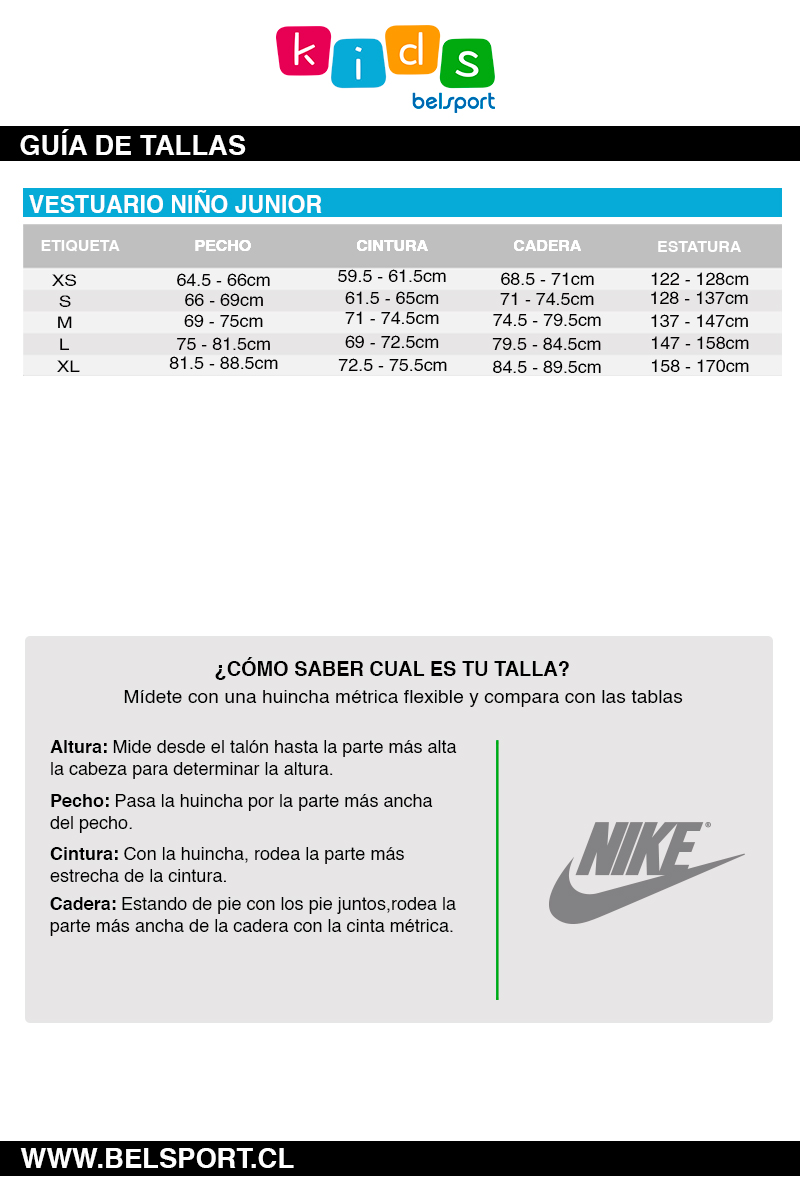 kids
belsport
GUÍA DE TALLAS
VESTUARIO NIÑO JUNIOR
ETIQUETA PECHO CINTURA CADERA ESTATURA
XS 64.5 - 66cm 59.5 - 61.5cm 68.5 - 71cm 122 - 128cm
S 66 - 69cm 61.5 - 65cm 71 - 74.5cm 128 - 137cm
M 69 - 75cm 71 - 74.5cm 74.5 - 79.5cm 137 - 147cm
L 75 - 81.5cm 69 - 72.5cm 79.5 - 84.5cm 147 - 158cm
XL 81.5 - 88.5cm 72.5 - 75.5cm 84.5 - 89.5cm 158 - 170cm
¿CÓMO SABER CUAL ES TU TALLA?
Mídete con una huincha métrica flexible y compara con las tablas
Altura: Mide desde el talón hasta la parte más alta
la cabeza para determinar la altura.
Pecho: Pasa la huincha por la parte más ancha
del pecho.
Cintura: Con la huincha, rodea la parte más
estrecha de la cintura.
Cadera: Estando de pie con los pie juntos,rodea la
parte más ancha de la cadera con la cinta métrica.
NIKE®
WWW.BELSPORT.CL